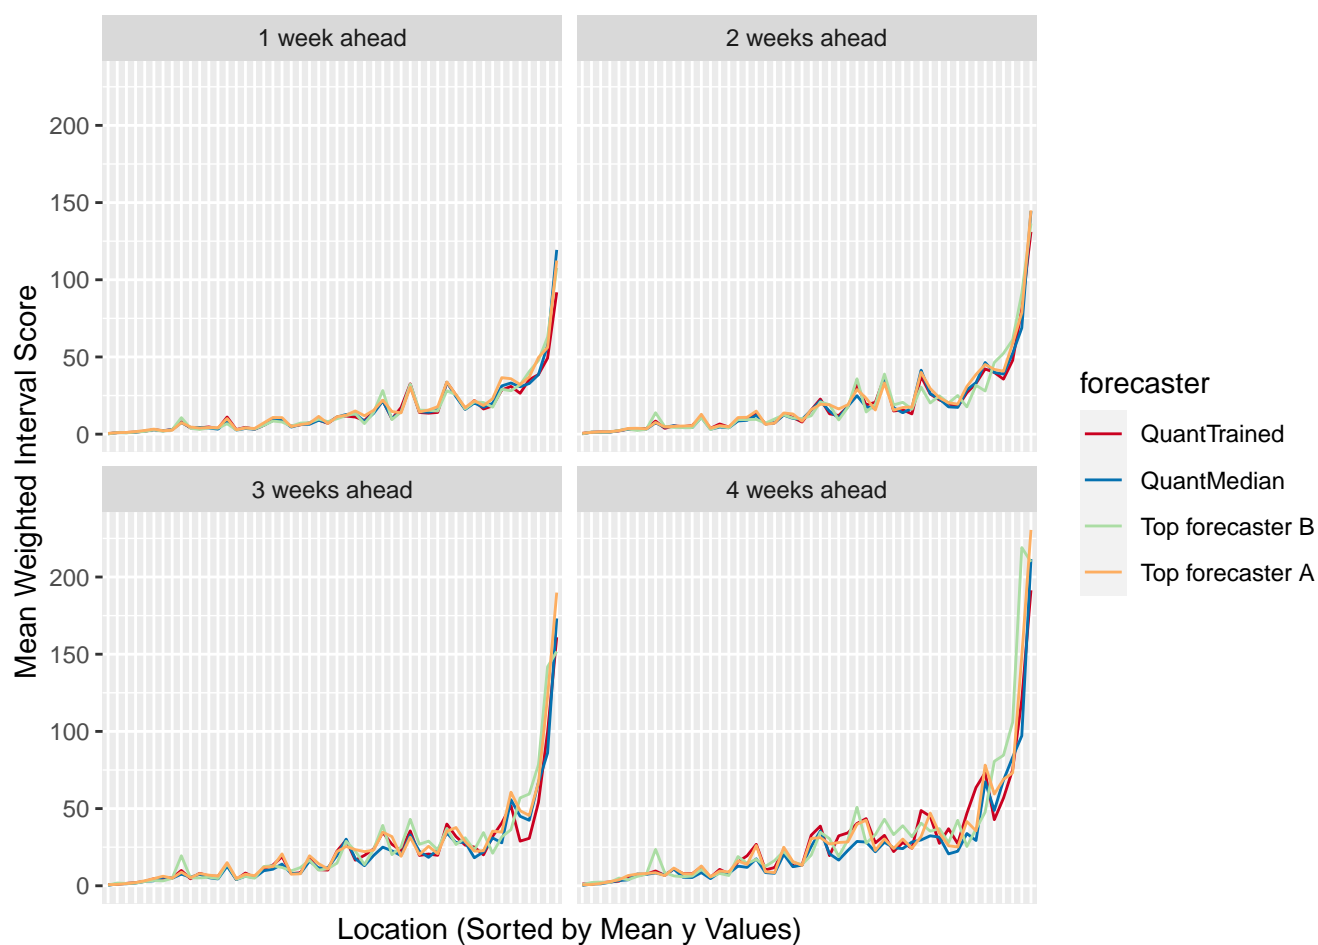 1 week ahead
2 weeks ahead
200
150
100
50
0
3 weeks ahead
4 weeks ahead
200
150
100
50
0
Mean Weighted Interval Score
Location (Sorted by Mean y Values)
forecaster
QuantTrained
QuantMedian
Top forecaster B
Top forecaster A